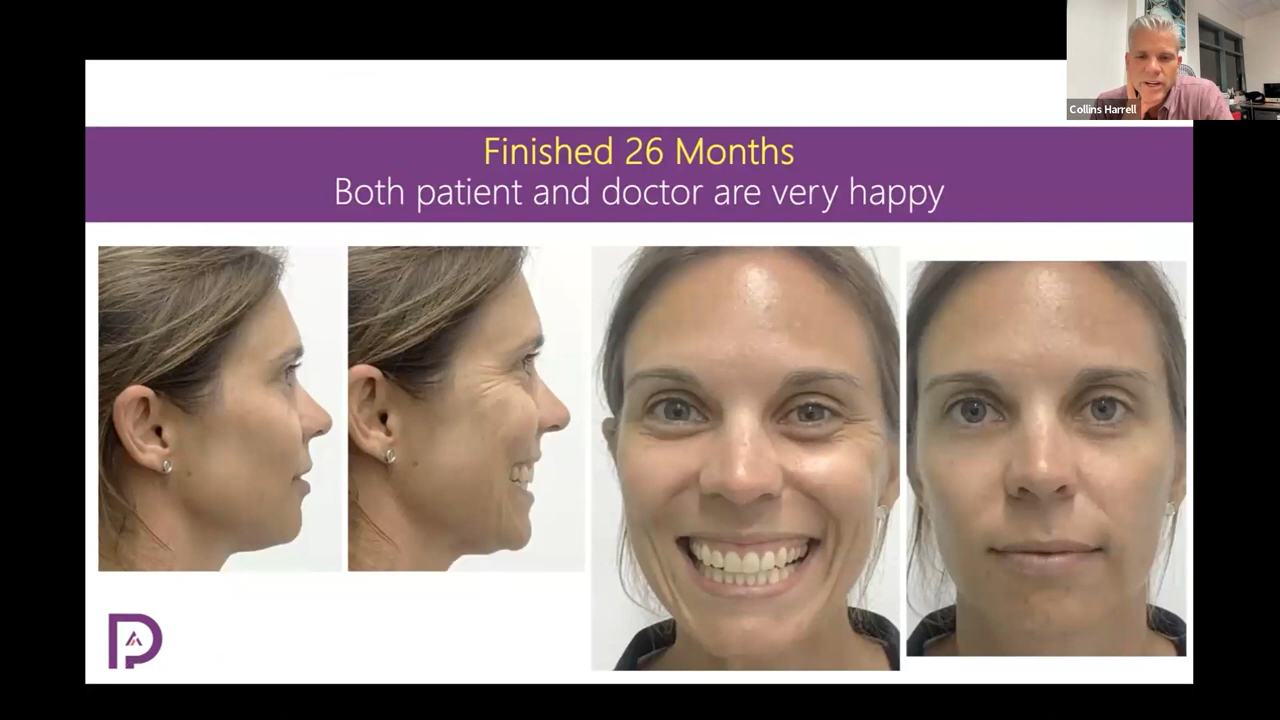 Collins Harrell
Finished 26 Months
Both patient and doctor are very happy